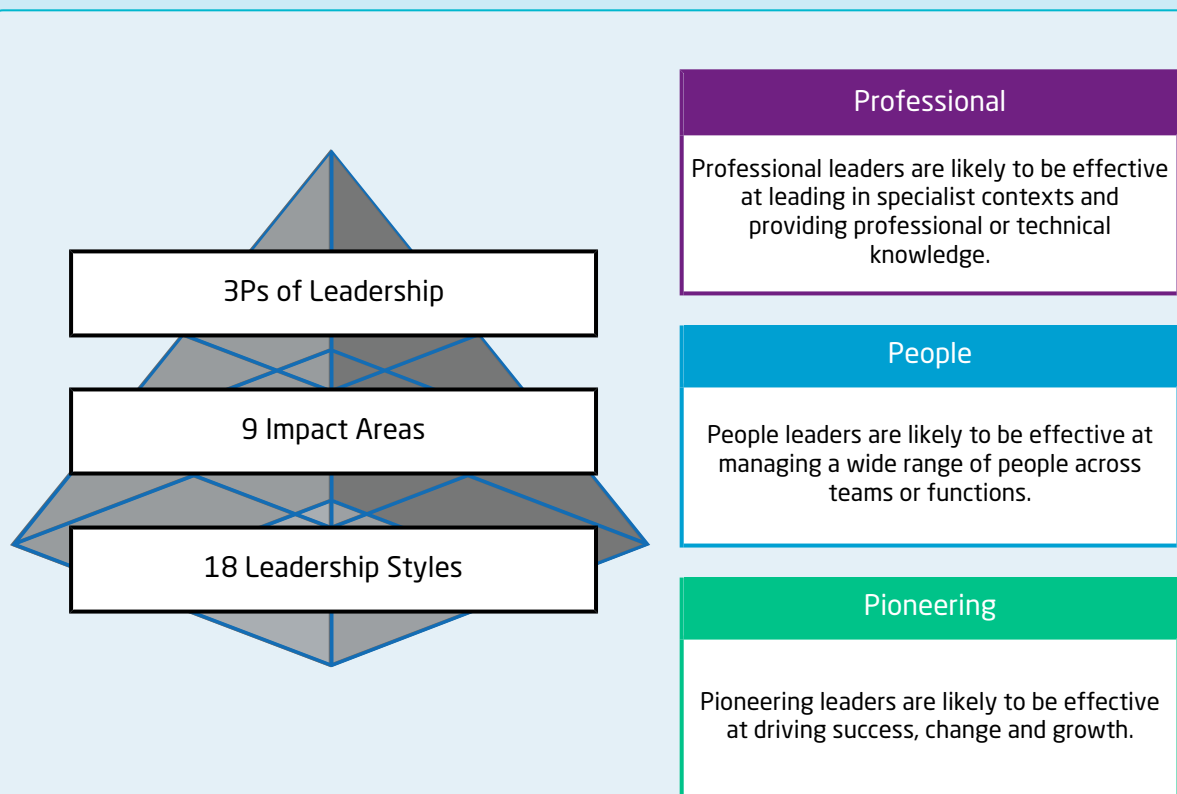 3Ps of Leadership
9 Impact Areas
18 Leadership Styles
Professional
Professional leaders are likely to be effective
at leading in specialist contexts and
providing professional or technical
knowledge.
People
People leaders are likely to be effective at
managing a wide range of people across
teams or functions.
Pioneering
Pioneering leaders are likely to be effective
at driving success, change and growth.